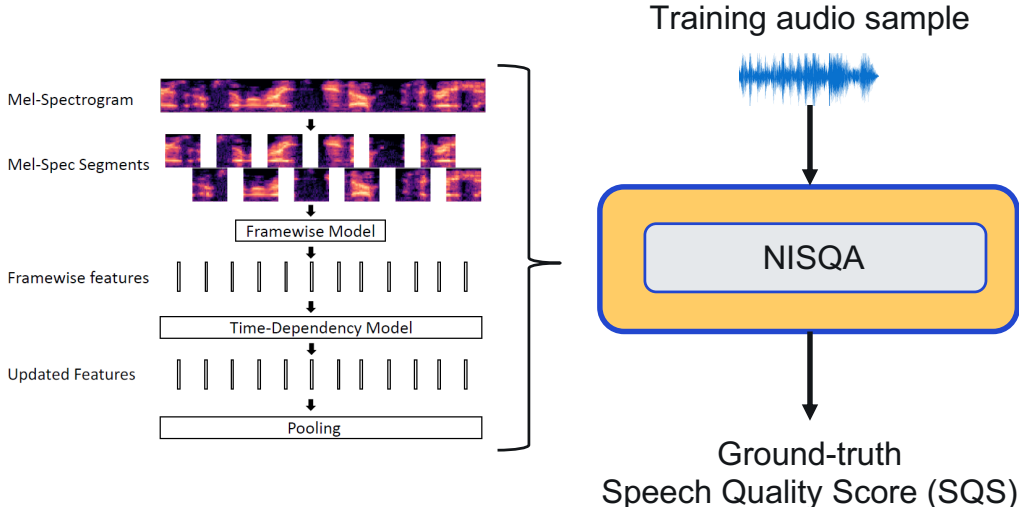 Training audio sample
Mel-Spectrogram
Mel-Spec Segments
Framewise Model
Framewise features
Time-Dependency Model
Updated Features
Pooling
NISQA
Ground-truth
Speech Quality Score (SQS)